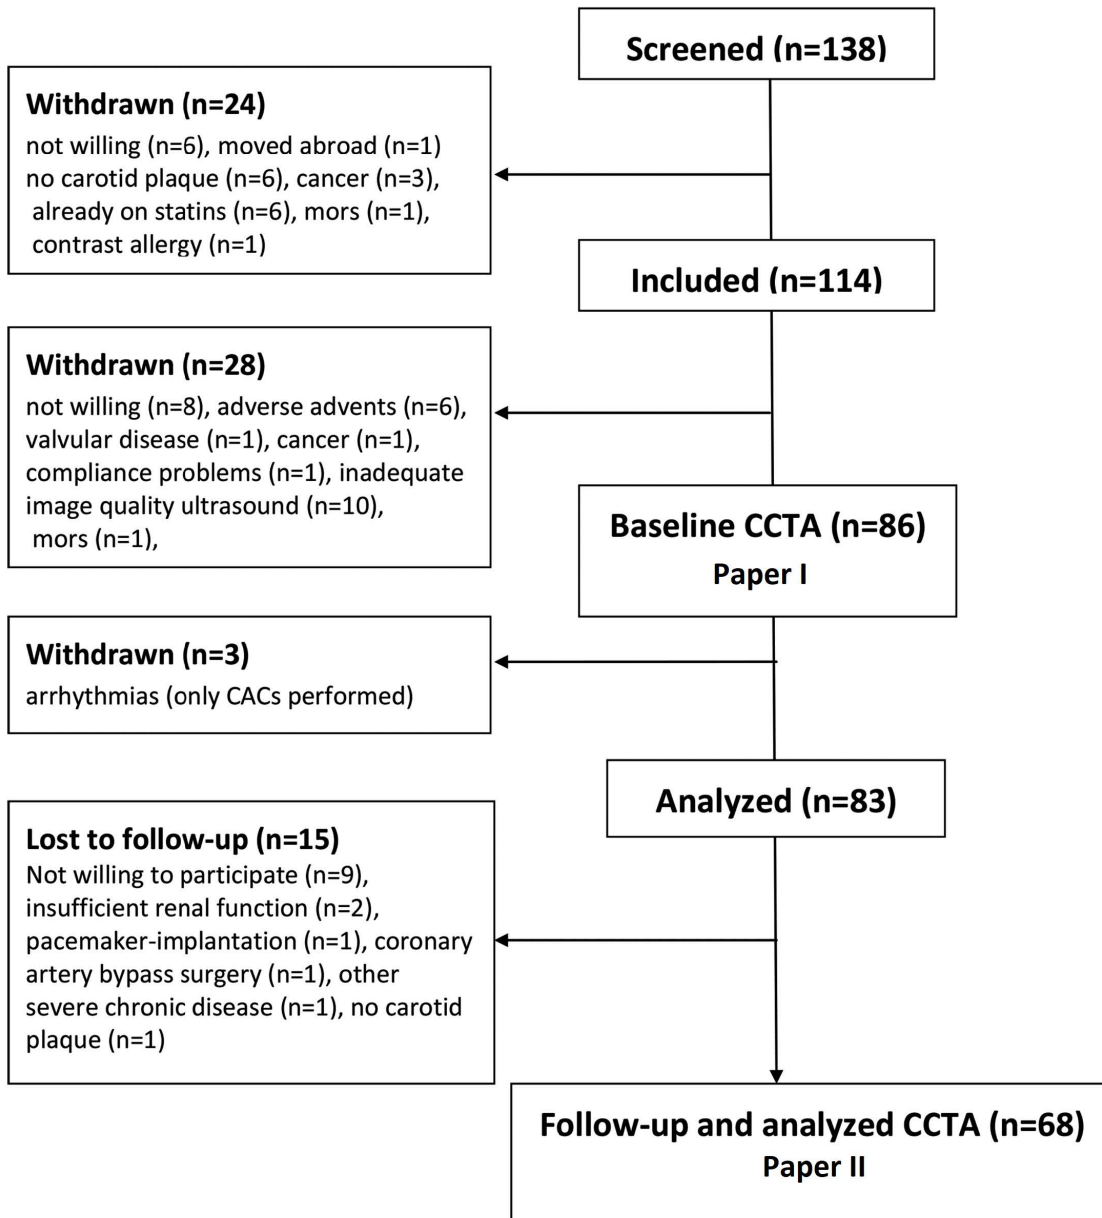 Screened (n=138)
Withdrawn (n=24)
not willing (n=6), moved abroad (n=1)
no carotid plaque (n=6), cancer (n=3),
already on statins (n=6), mors (n=1),
contrast allergy (n=1)
Included (n=114)
Withdrawn (n=28)
not willing (n=8), adverse advents (n=6),
valvular disease (n=1), cancer (n=1),
compliance problems (n=1), inadequate
image quality ultrasound (n=10),
mors (n=1),
Baseline CCTA (n=86)
Paper I
Withdrawn (n=3)
arrhythmias (only CACs performed)
Analyzed (n=83)
Lost to follow-up (n=15)
Not willing to participate (n=9),
insufficient renal function (n=2),
pacemaker-implantation (n=1), coronary
artery bypass surgery (n=1), other
severe chronic disease (n=1), no carotid
plaque (n=1)
Follow-up and analyzed CCTA (n=68)
Paper II